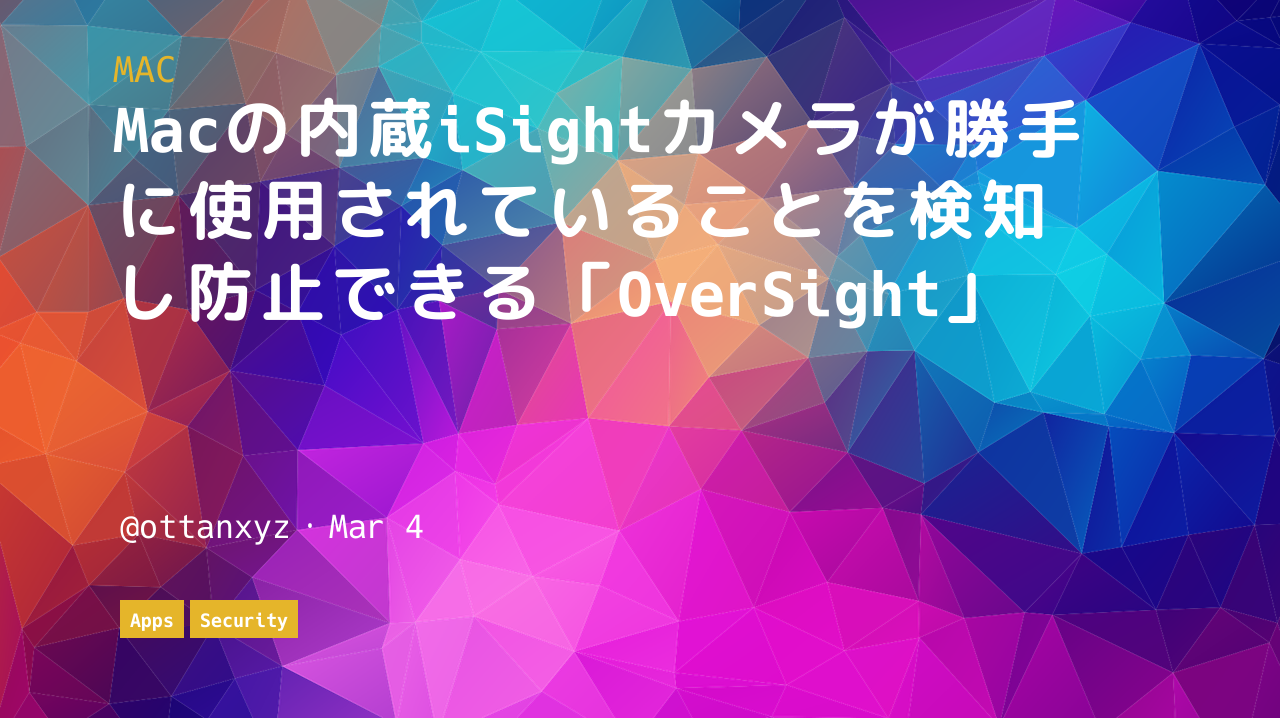 MAC
Macの内蔵iSightカメラが勝手
に使用されていることを検知
し防止できる「OverSight」
@ottanxyz・Mar 4
Apps Security